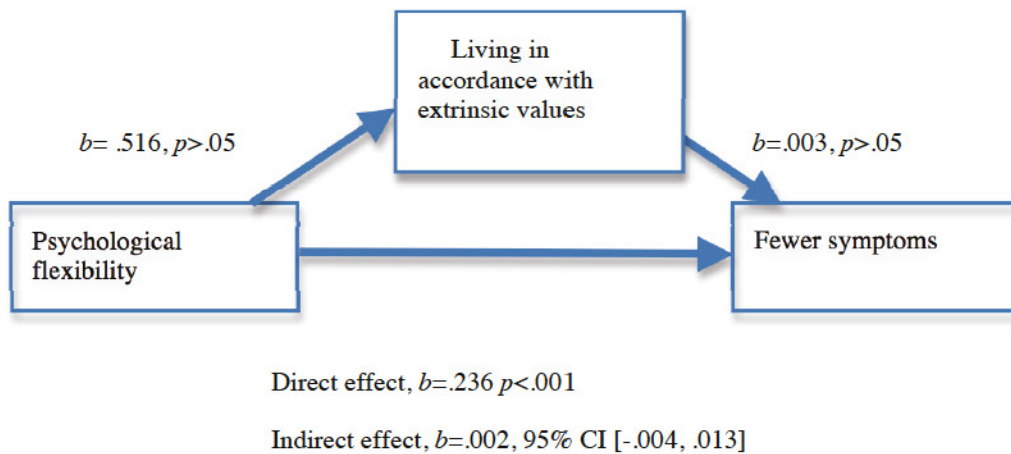 Living in
accordance with
extrinsic values
b= .516, p>.05
b=.003, p>.05
Psychological
flexibility
Fewer symptoms
Direct effect, b=.236 p<.001
Indirect effect, b=.002, 95% CI [-.004, .013]